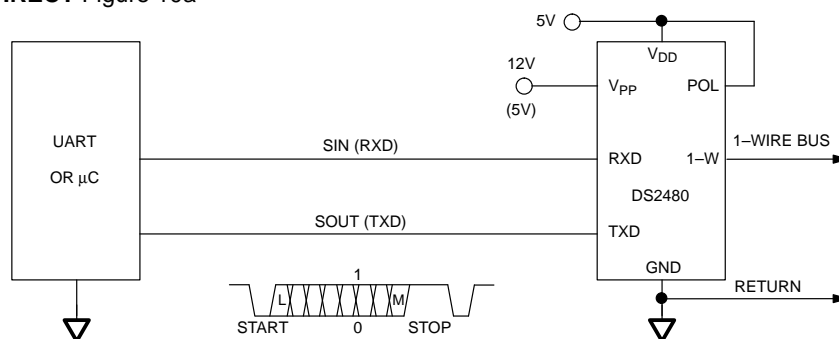 Figure 10a
5V
12V
(5V)
VDD
VPP
POL
UART
OR µC
SIN (RXD)
RXD
1–W
1–WIRE BUS
DS2480
SOUT (TXD)
TXD
GND
RETURN
1
L
M
START
0
STOP